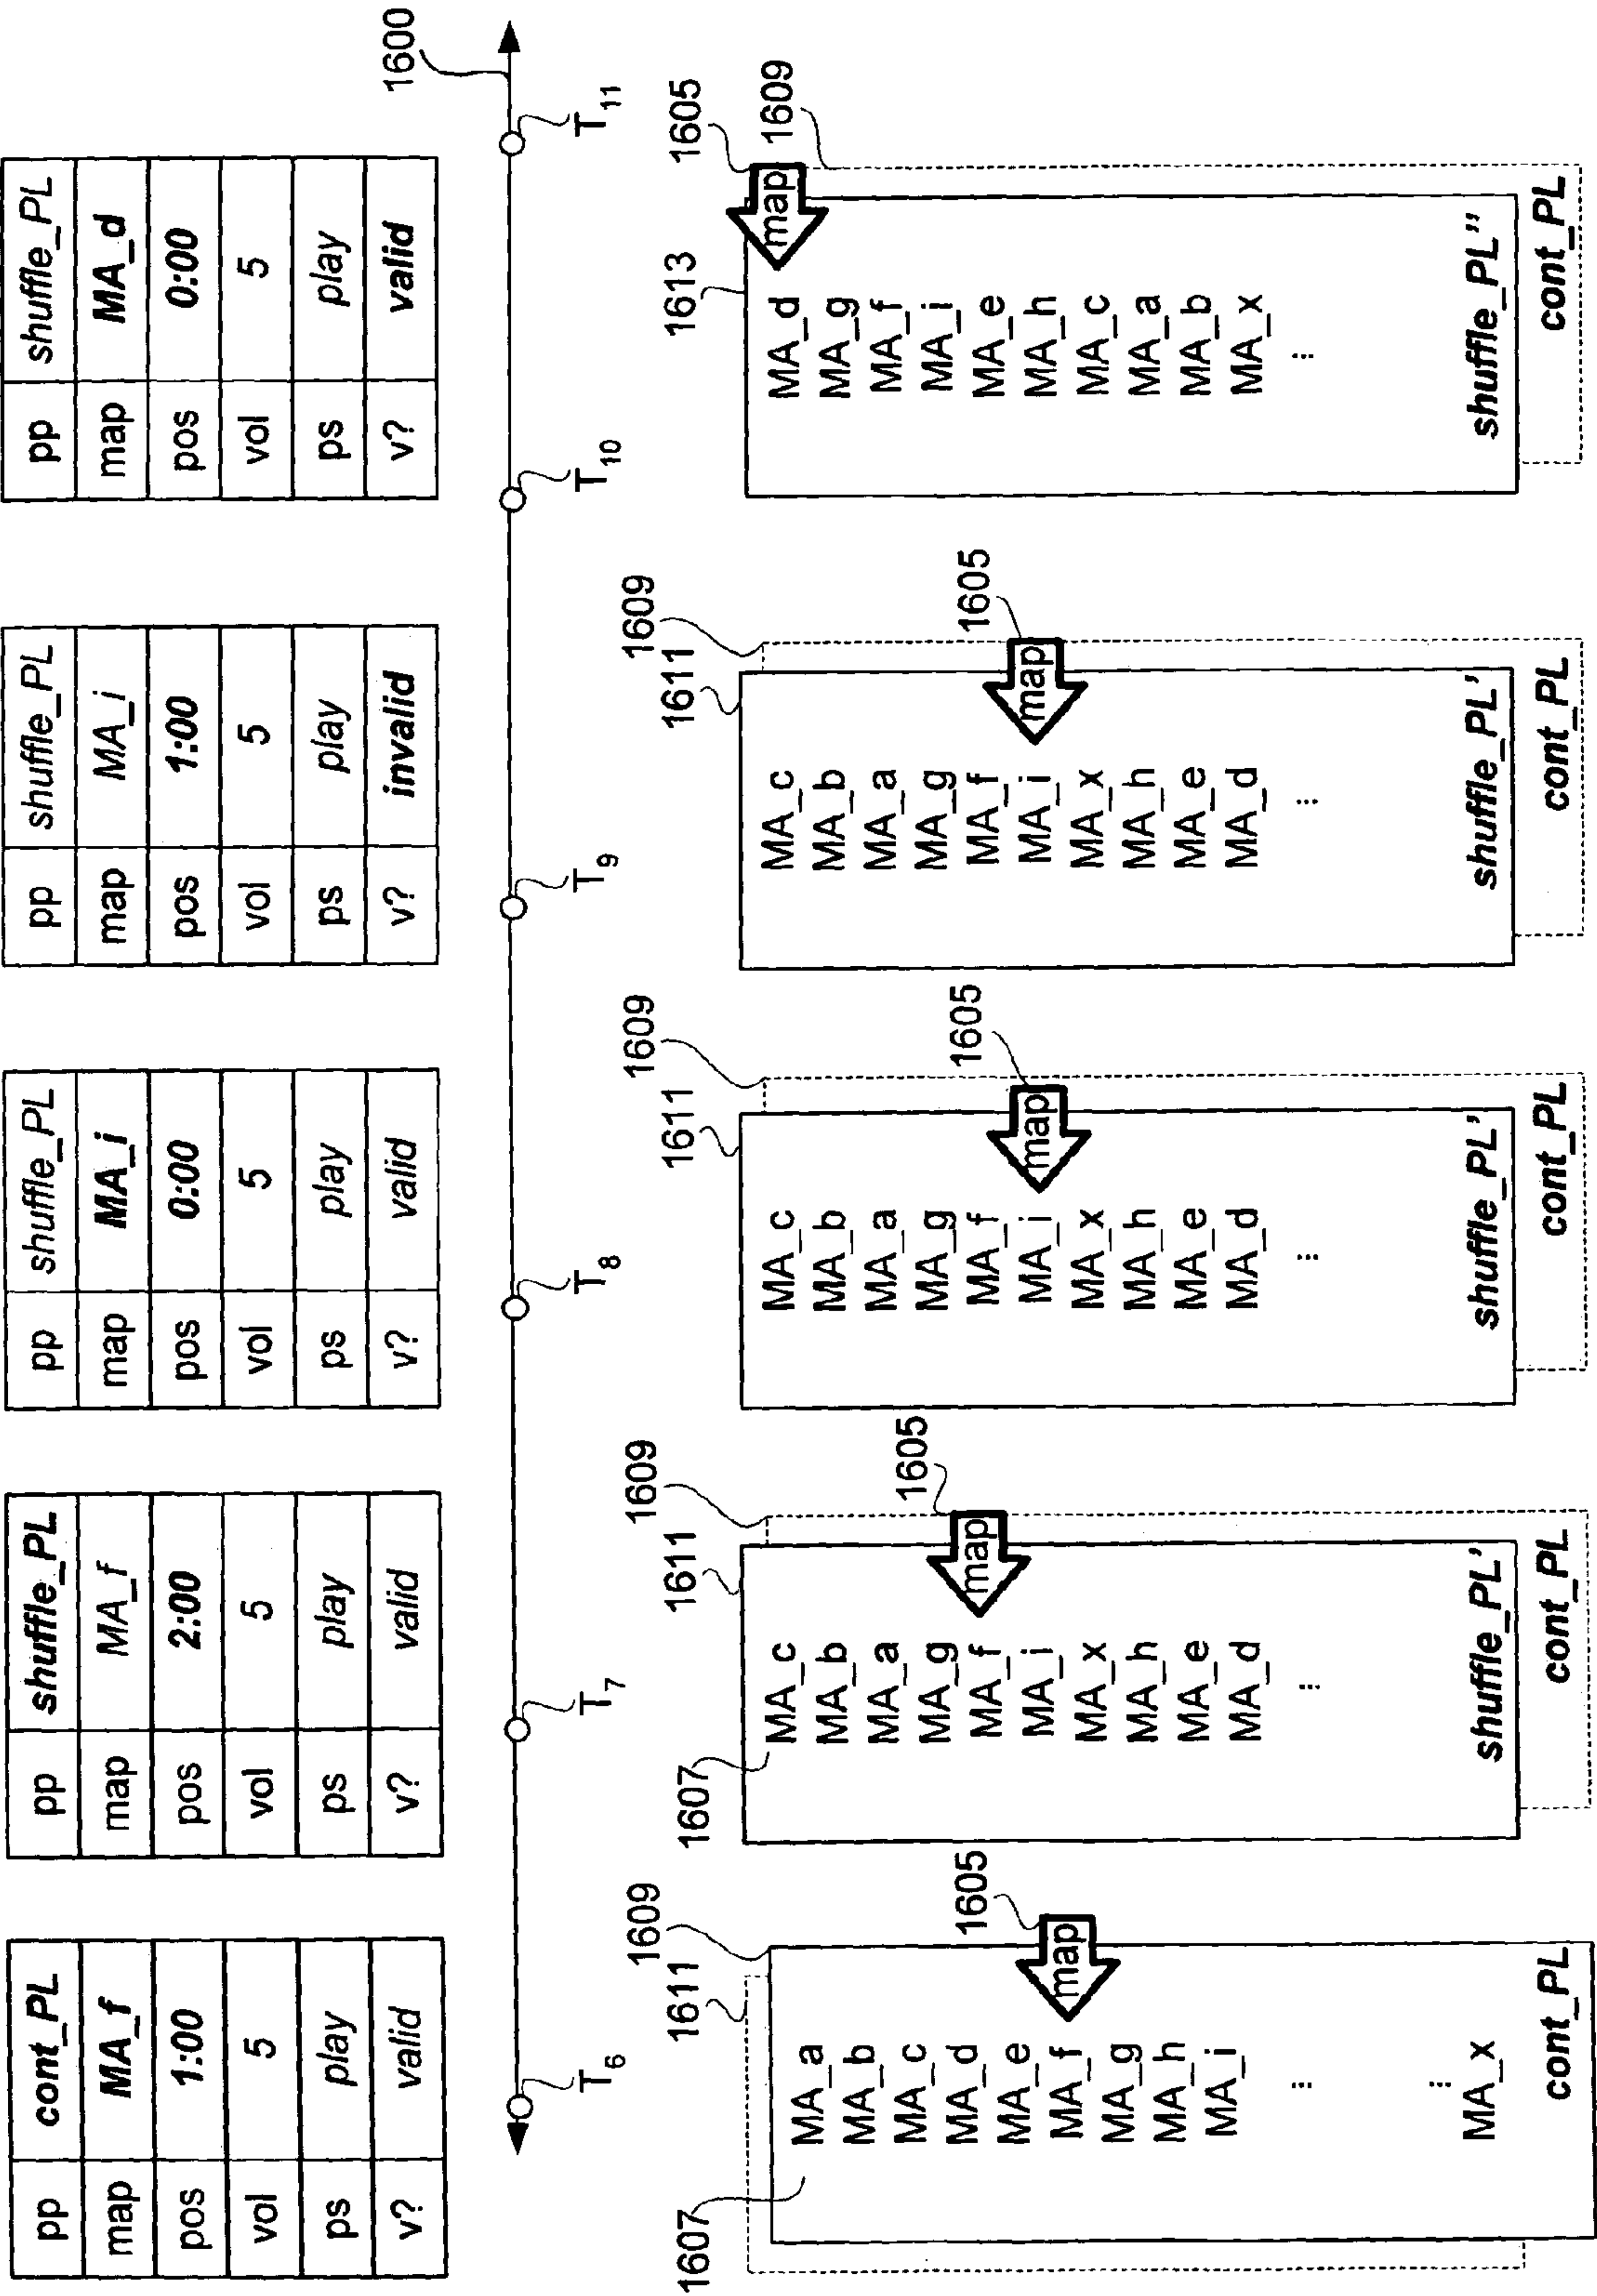 pp cont_PL
map MA_f
pos 1:00
vol 5
ps play
v? valid
pp shuffle_PL
map MA_f
pos 2:00
vol 5
ps play
v? valid
pp shuffle_PL
map MA_i
pos 0:00
vol 5
ps play
v? valid
pp shuffle_PL
map MA_i
pos 1:00
vol 5
ps play
v? invalid
pp shuffle_PL
map MA_d
pos 0:00
vol 5
ps play
v? valid
1600
T6
T7
T8
T9
T10
T11
1607
1611
1609
1605
map
MA_a
MA_b
MA_c
MA_d
MA_e
MA_f
MA_g
MA_h
MA_i
...
...
MA_x
cont_PL
1607
1611
1609
1605
map
MA_c
MA_b
MA_a
MA_g
MA_f
MA_i
MA_x
MA_h
MA_e
MA_d
...
shuffle_PL'
cont_PL
1611
1609
1605
map
MA_c
MA_b
MA_a
MA_g
MA_f
MA_i
MA_x
MA_h
MA_e
MA_d
...
shuffle_PL'
cont_PL
1611
1609
1605
map
MA_c
MA_b
MA_a
MA_g
MA_f
MA_i
MA_x
MA_h
MA_e
MA_d
...
shuffle_PL'
cont_PL
1613
1605
1609
map
MA_d
MA_g
MA_f
MA_i
MA_e
MA_h
MA_c
MA_a
MA_b
MA_x
...
shuffle_PL''
cont_PL